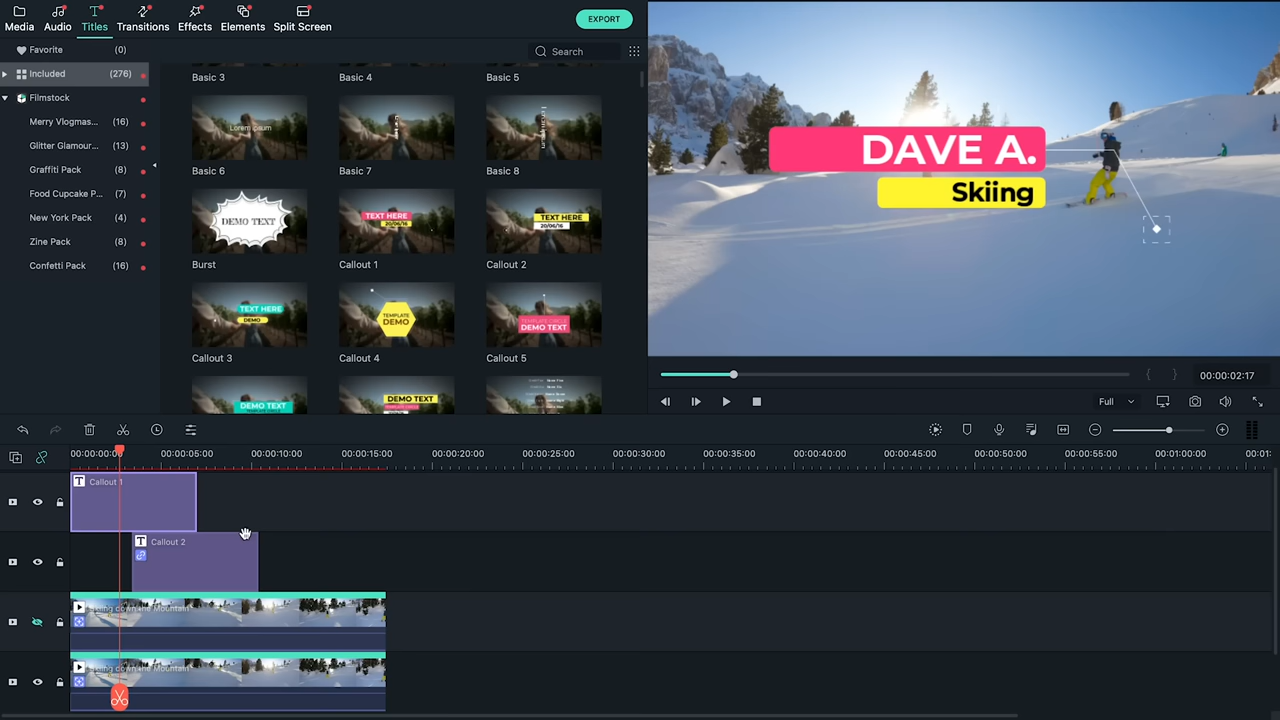 Media Audio Titles Transitions Effects Elements Split Screen EXPORT
Favorite (0) Search
Included (276)
Filmstock
Merry Vlogmas... (16)
Glitter Glamour... (13)
Graffiti Pack (8)
Food Cupcake P... (7)
New York Pack (4)
Zine Pack (8)
Confetti Pack (16)
Basic 3 Basic 4 Basic 5
Lorem Ipsum
Basic 6 Basic 7 Basic 8
DEMO TEXT
TEXT HERE
20/06/16
TEXT HERE
20/06/16
Burst Callout 1 Callout 2
TEXT HERE
DEMO
TEMPLATE
DEMO
TEMPLATE CIRCLE
DEMO TEXT
Callout 3 Callout 4 Callout 5
DEMO TEXT
DEMO TEXT
DAVE A.
Skiing
00:00:02:17
Full
00:00:00:0 00:00:05:00 00:00:10:00 00:00:15:00 00:00:20:00 00:00:25:00 00:00:30:00 00:00:35:00 00:00:40:00 00:00:45:00 00:00:50:00 00:00:55:00 00:01:00:00 00:01:
T Callout 1
T Callout 2
Skiing down the Mountain
Skiing down the Mountain